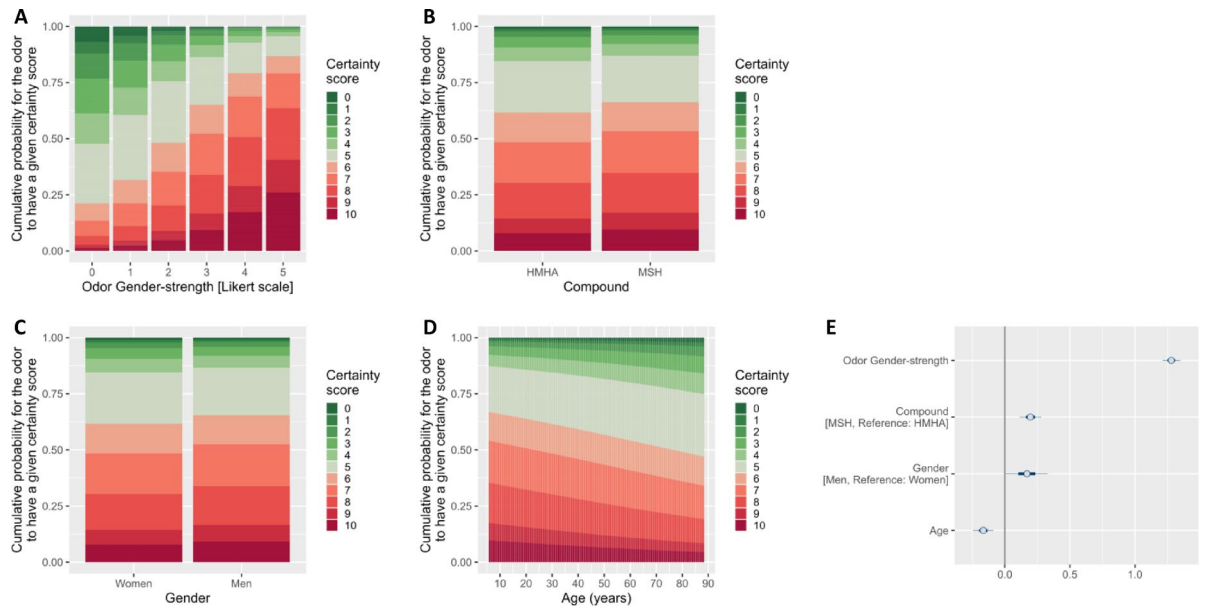 A
Cumulative probability for the odor
to have a given certainty score
1.00
0.75
0.50
0.25
0.00
0 1 2 3 4 5
Odor Gender-strength [Likert scale]
Certainty
score
0
1
2
3
4
5
6
7
8
9
10
B
Cumulative probability for the odor
to have a given certainty score
1.00
0.75
0.50
0.25
0.00
HMHA MSH
Compound
Certainty
score
0
1
2
3
4
5
6
7
8
9
10
C
Cumulative probability for the odor
to have a given certainty score
1.00
0.75
0.50
0.25
0.00
Women Men
Gender
Certainty
score
0
1
2
3
4
5
6
7
8
9
10
D
Cumulative probability for the odor
to have a given certainty score
1.00
0.75
0.50
0.25
0.00
10 20 30 40 50 60 70 80 90
Age (years)
Certainty
score
0
1
2
3
4
5
6
7
8
9
10
E
Odor Gender-strength
Compound
[MSH, Reference: HMHA]
Gender
[Men, Reference: Women]
Age
0.0 0.5 1.0